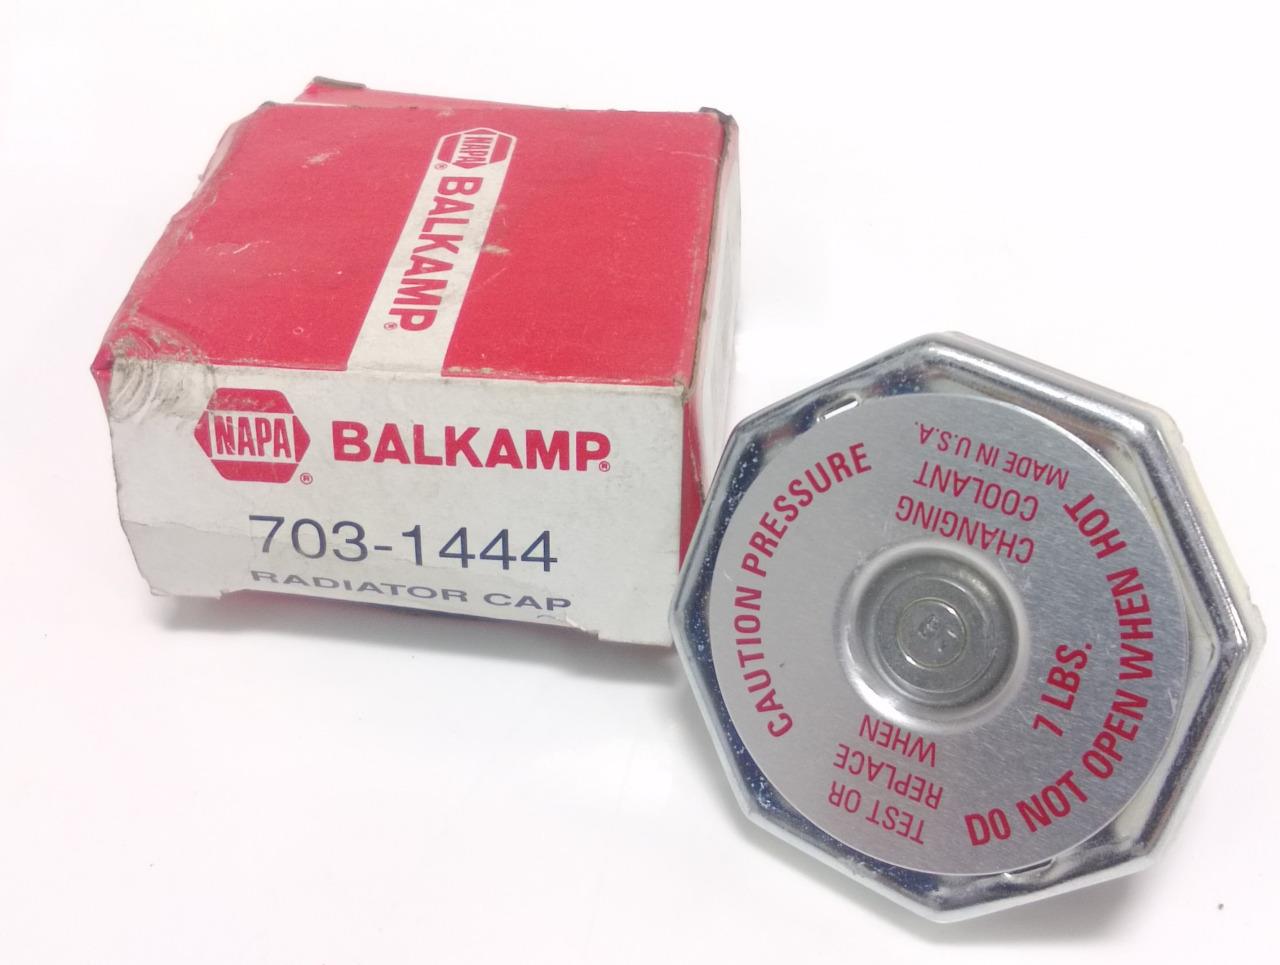 NAPA® BALKAMP®
NAPA® BALKAMP®
703-1444
RADIATOR CAP
CAUTION PRESSURE
7 LBS.
DO NOT OPEN WHEN HOT
TEST OR
REPLACE
WHEN
CHANGING
COOLANT
MADE IN U.S.A.